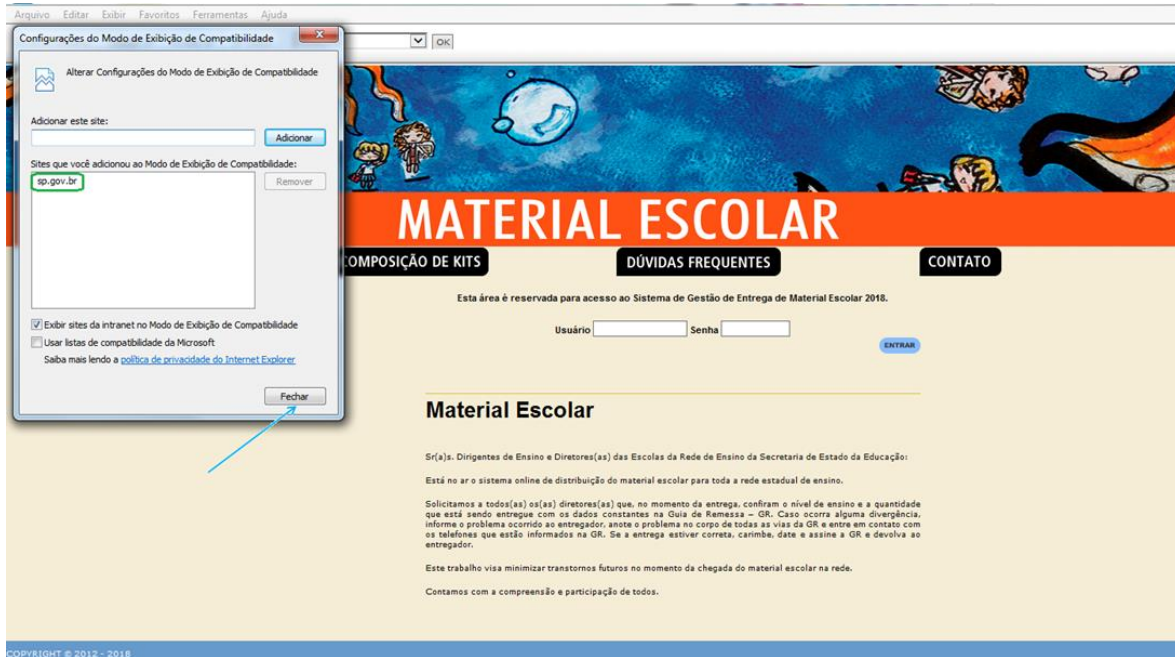 Arquivo Editar Exibir Favoritos Ferramentas Ajuda
Configurações do Modo de Exibição de Compatibilidade
Alterar Configurações do Modo de Exibição de Compatibilidade
Adicionar este site:
Adicionar
Sites que você adicionou ao Modo de Exibição de Compatibilidade:
sp.gov.br
Remover
Exibir sites da intranet no Modo de Exibição de Compatibilidade
Usar listas de compatibilidade da Microsoft
Saiba mais lendo a política de privacidade do Internet Explorer
Fechar
OK
MATERIAL ESCOLAR
COMPOSIÇÃO DE KITS
DÚVIDAS FREQUENTES
CONTATO
Esta área è reservada para acesso ao Sistema de Gestão de Entrega de Material Escolar 2018.
Usuário Senha
ENTRAR
Material Escolar
Sr(a)s. Dirigentes de Ensino e Diretores(as) das Escolas da Rede de Ensino da Secretaria de Estado da Educação:
Está no ar o sistema online de distribuição do material escolar para toda a rede estadual de ensino.
Solicitamos a todos(as) os(as) diretores(as) que, no momento da entrega, confiram o nível de ensino e a quantidade
que está sendo entregue com os dados constantes na Guia de Remessa – GR. Caso ocorra alguma divergência,
informe o problema ocorrido ao entregador, anote o problema no corpo de todas as vias da GR e entre em contato com
os telefones que estão informados na GR. Se a entrega estiver correta, carimbe, date e assine a GR e devolva ao
entregador.
Este trabalho visa minimizar transtornos futuros no momento da chegada do material escolar na rede.
Contamos com a compreensão e participação de todos.
COPYRIGHT © 2012 - 2018